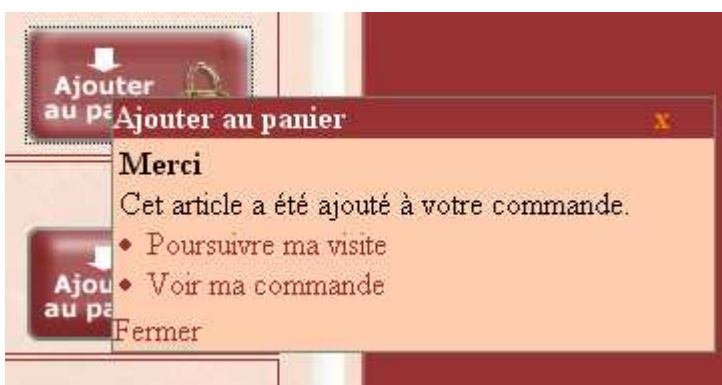 Ajouter
au pa
Ajouter au panier x
Merci
Cet article a été ajouté à votre commande.
• Poursuivre ma visite
• Voir ma commande
Ajou
au pa
Fermer